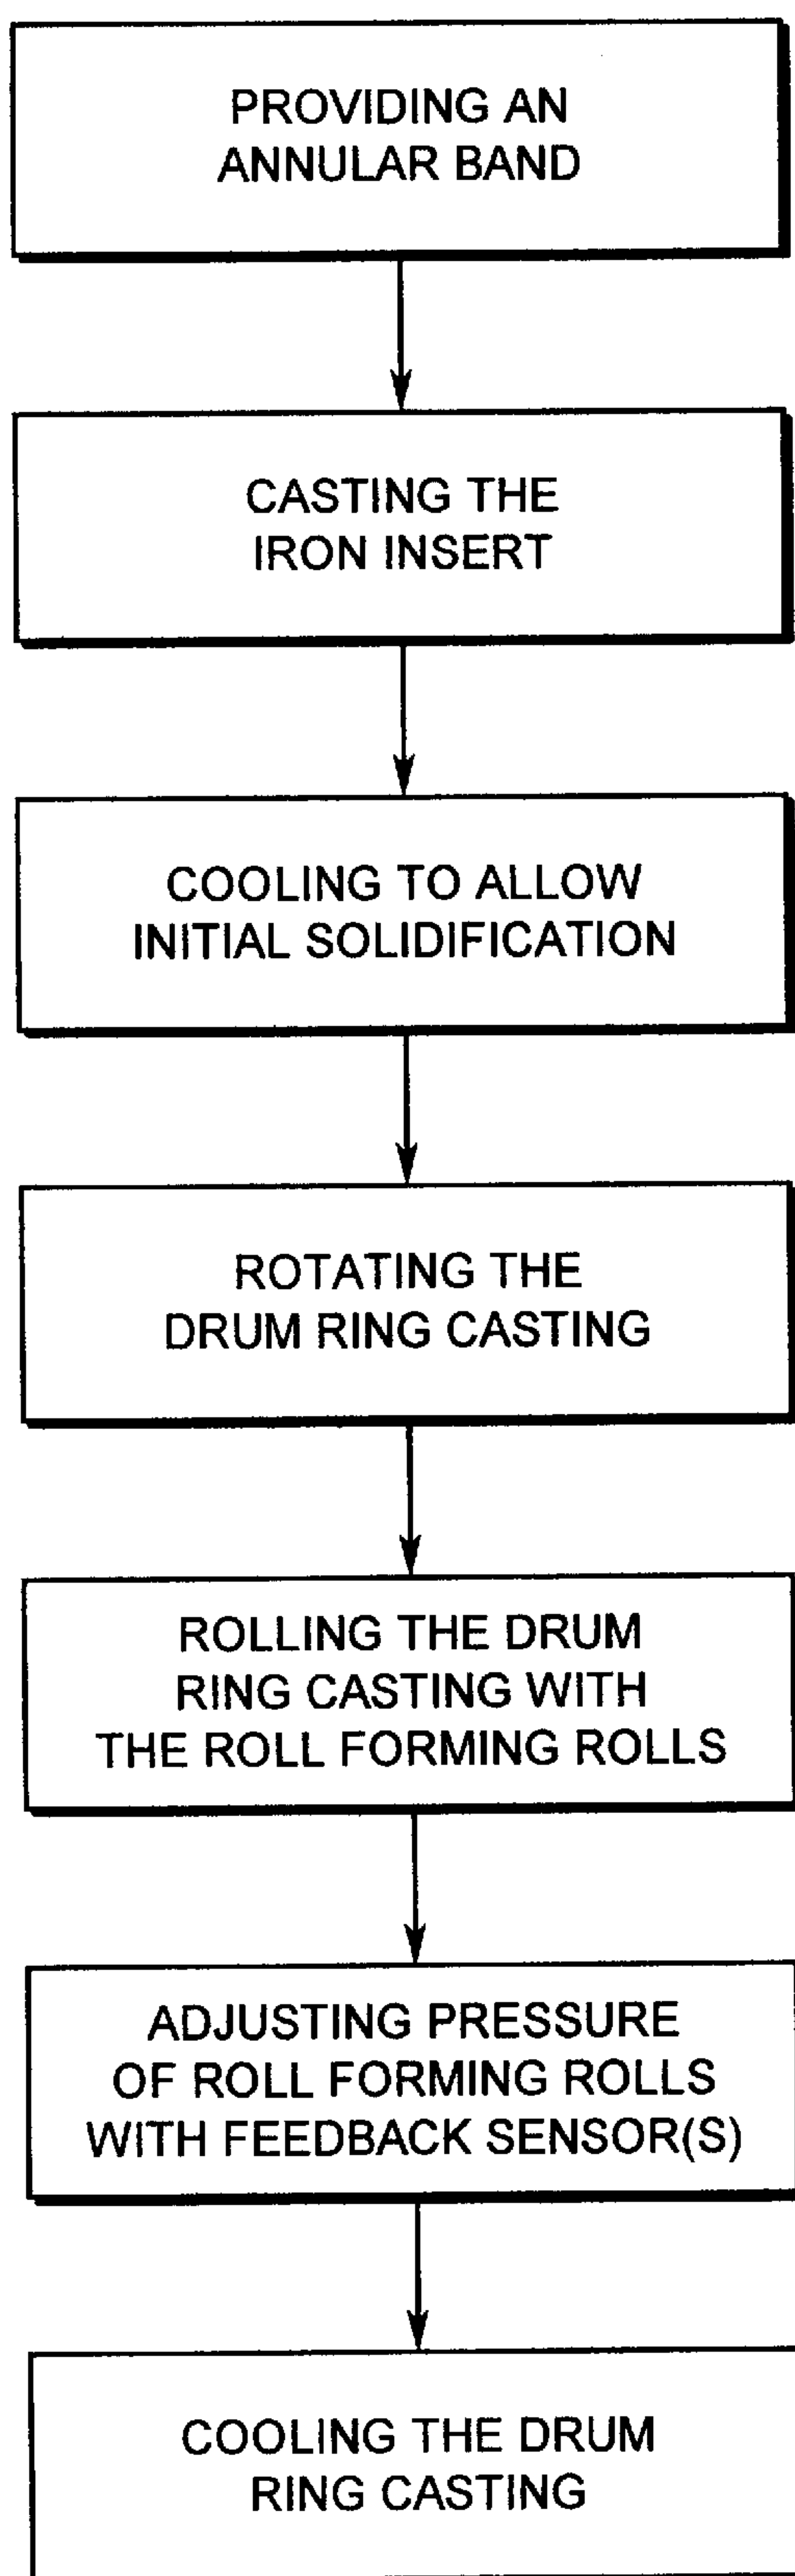 PROVIDING AN
ANNULAR BAND
CASTING THE
IRON INSERT
COOLING TO ALLOW
INITIAL SOLIDIFICATION
ROTATING THE
DRUM RING CASTING
ROLLING THE DRUM
RING CASTING WITH
THE ROLL FORMING ROLLS
ADJUSTING PRESSURE
OF ROLL FORMING ROLLS
WITH FEEDBACK SENSOR(S)
COOLING THE DRUM
RING CASTING